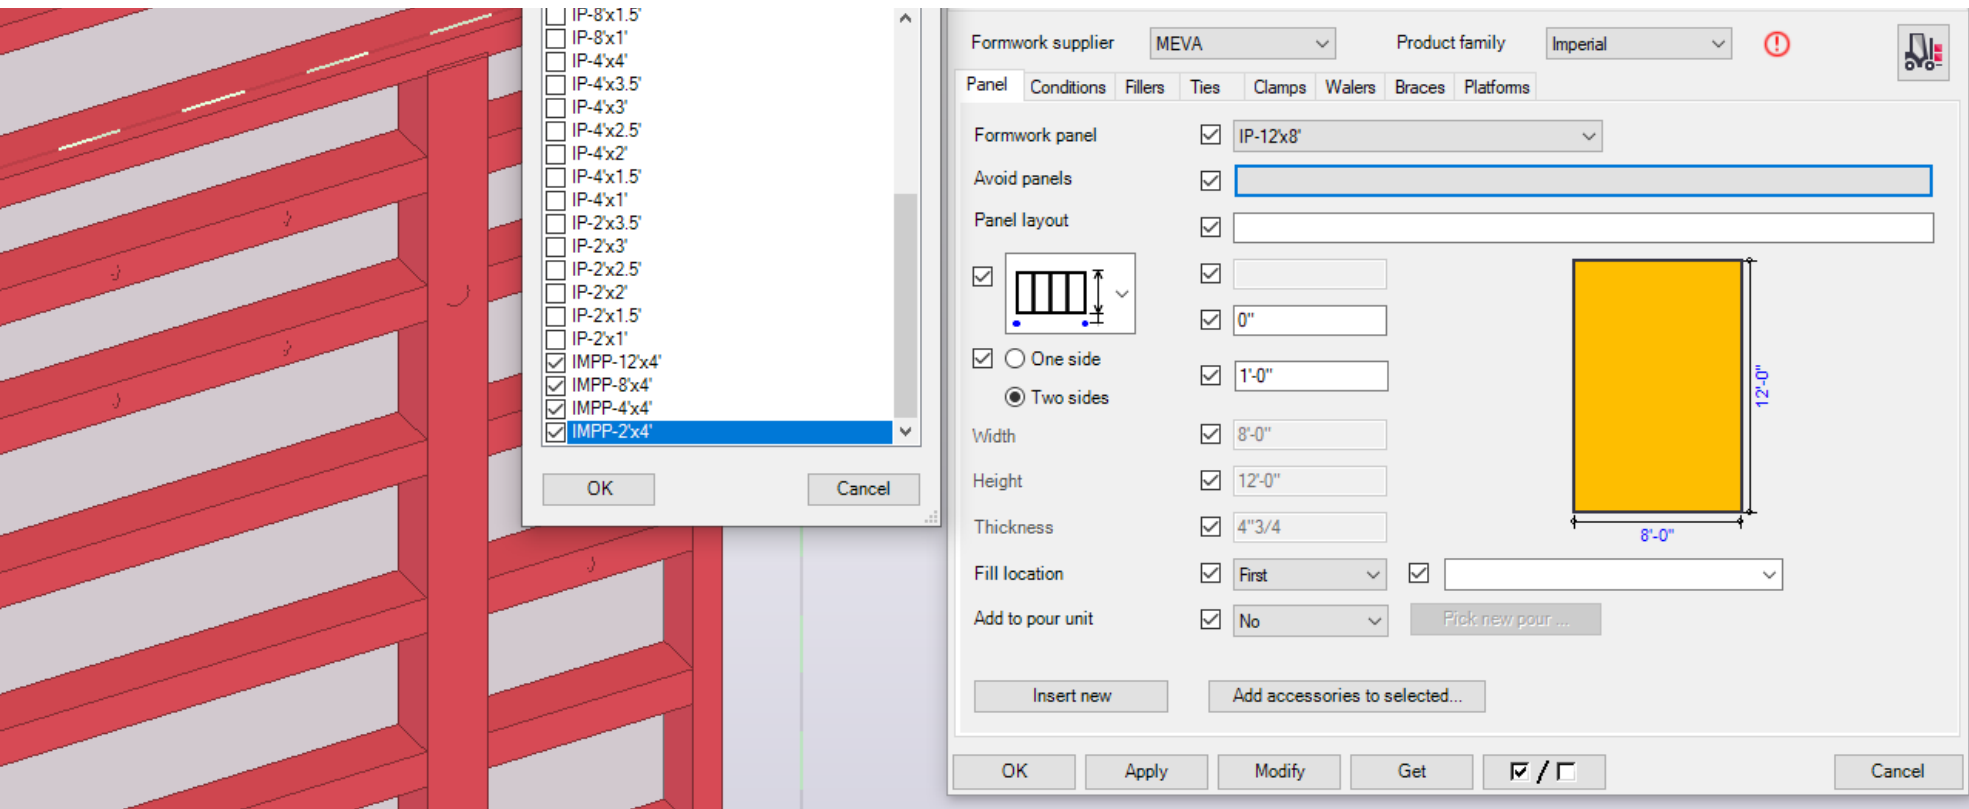 IP-8'x1.5'
IP-8'x1'
IP-4'x4'
IP-4'x3.5'
IP-4'x3'
IP-4'x2.5'
IP-4'x2'
IP-4'x1.5'
IP-4'x1'
IP-2'x3.5'
IP-2'x3'
IP-2'x2.5'
IP-2'x2'
IP-2'x1.5'
IP-2'x1'
IMPP-12'x4'
IMPP-8'x4'
IMPP-4'x4'
IMPP-2'x4'
OK Cancel
Formwork supplier MEVA Product family Imperial
Panel Conditions Fillers Ties Clamps Walers Braces Platforms
Formwork panel IP-12'x8'
Avoid panels
Panel layout
0"
One side
1'-0"
Two sides
12'-0"
Width 8'-0"
Height 12'-0"
Thickness 4"3/4
8'-0"
Fill location First
Add to pour unit No Pick new pour ...
Insert new Add accessories to selected...
OK Apply Modify Get / Cancel